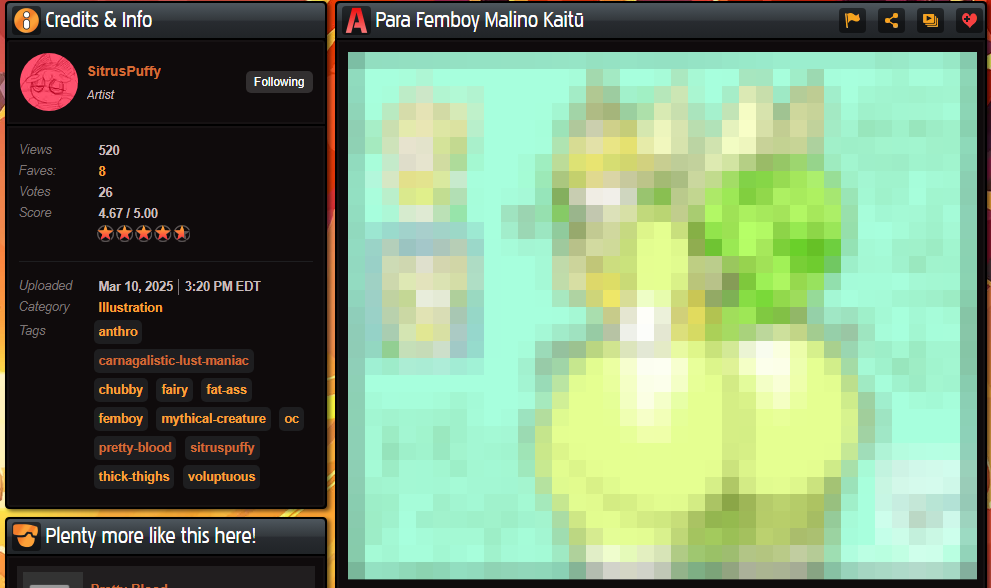 Credits & Info
SitrusPuffy
Artist
Following
Views 520
Faves: 8
Votes 26
Score 4.67 / 5.00
Uploaded Mar 10, 2025 | 3:20 PM EDT
Category Illustration
Tags anthro
carnagalistic-lust-maniac
chubby fairy fat-ass
femboy mythical-creature oc
pretty-blood sitruspuffy
thick-thighs voluptuous
Plenty more like this here!
Pretty-Blood
A Para Femboy Malino Kaitū